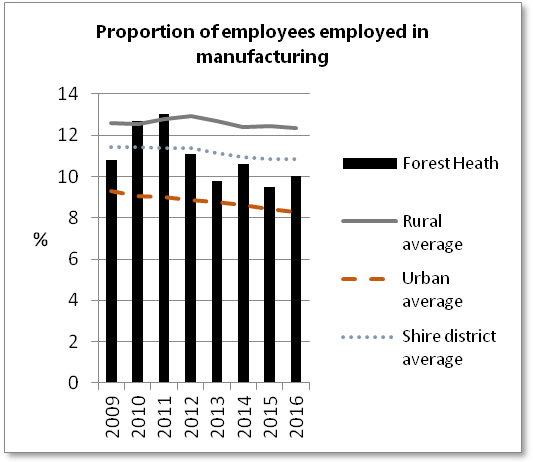 Proportion of employees employed in
manufacturing
14
12
10
8
6
4
2
0
%
2009
2010
2011
2012
2013
2014
2015
2016
Forest Heath
Rural
average
Urban
average
Shire district
average